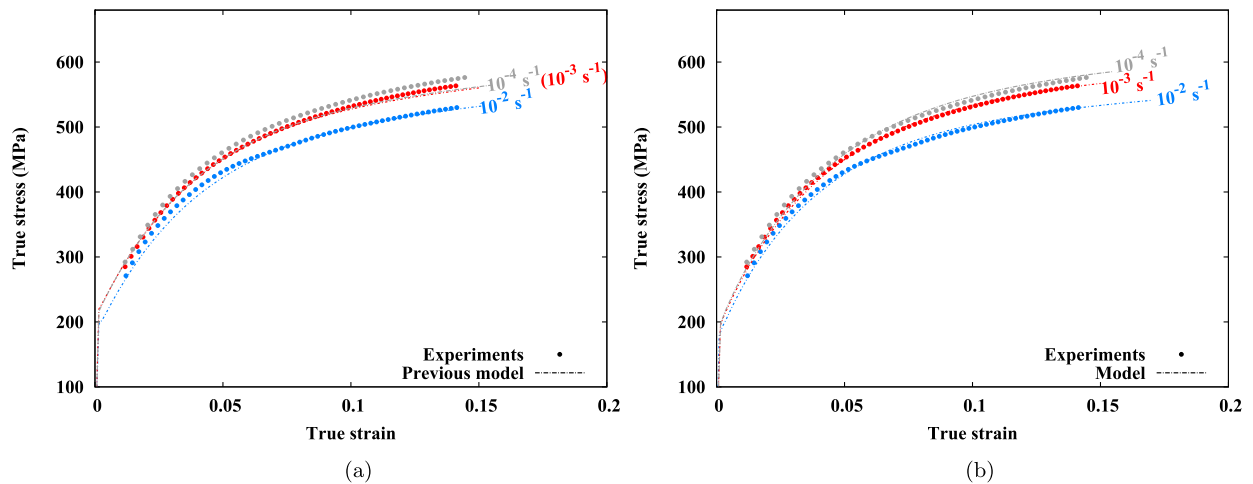 600
500
400
300
200
100
True stress (MPa)
10⁻⁴ s⁻¹ (10⁻³ s⁻¹)
10⁻² s⁻¹
Experiments
Previous model
0
0.05
0.1
0.15
0.2
True strain
(a)
600
500
400
300
200
100
True stress (MPa)
10⁻⁴ s⁻¹
10⁻³ s⁻¹
10⁻² s⁻¹
Experiments
Model
0
0.05
0.1
0.15
0.2
True strain
(b)